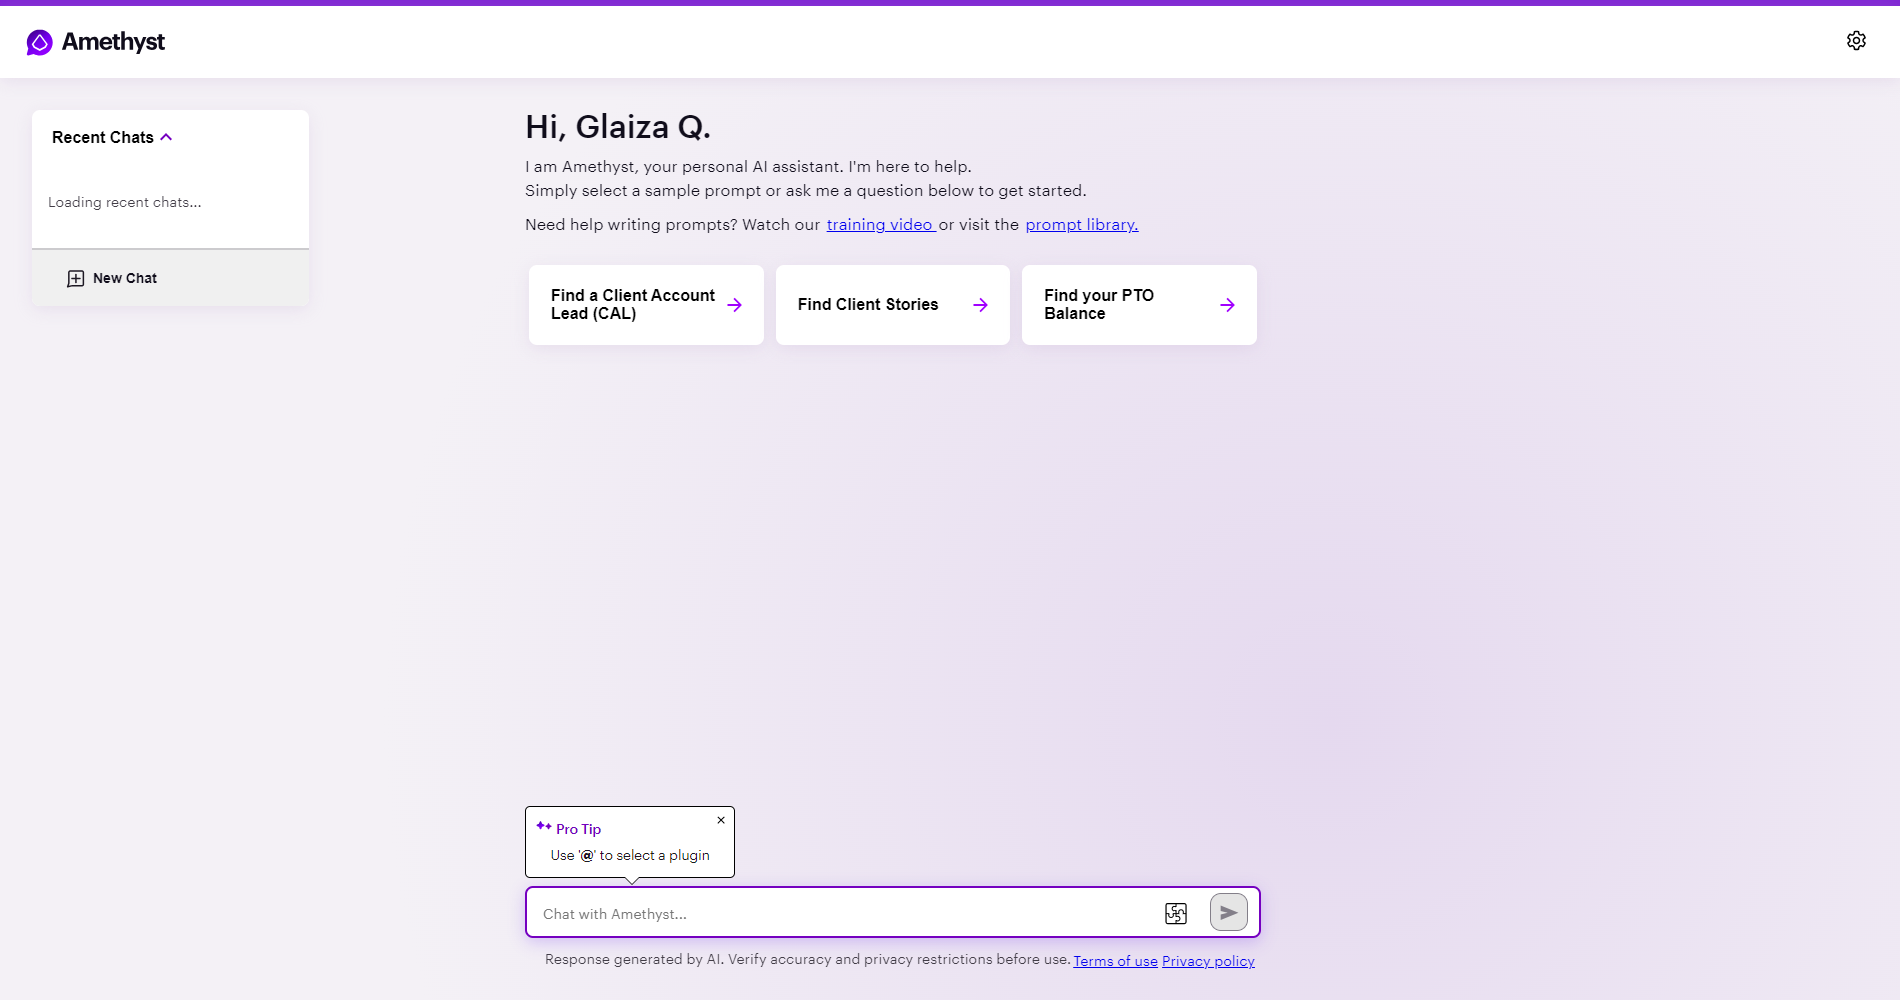 Amethyst
Recent Chats
Loading recent chats...
New Chat
Hi, Glaiza Q.
I am Amethyst, your personal AI assistant. I'm here to help.
Simply select a sample prompt or ask me a question below to get started.
Need help writing prompts? Watch our training video or visit the prompt library.
Find a Client Account
Lead (CAL)
Find Client Stories
Find your PTO
Balance
Pro Tip
Use '@' to select a plugin
Chat with Amethyst...
Response generated by AI. Verify accuracy and privacy restrictions before use. Terms of use Privacy policy